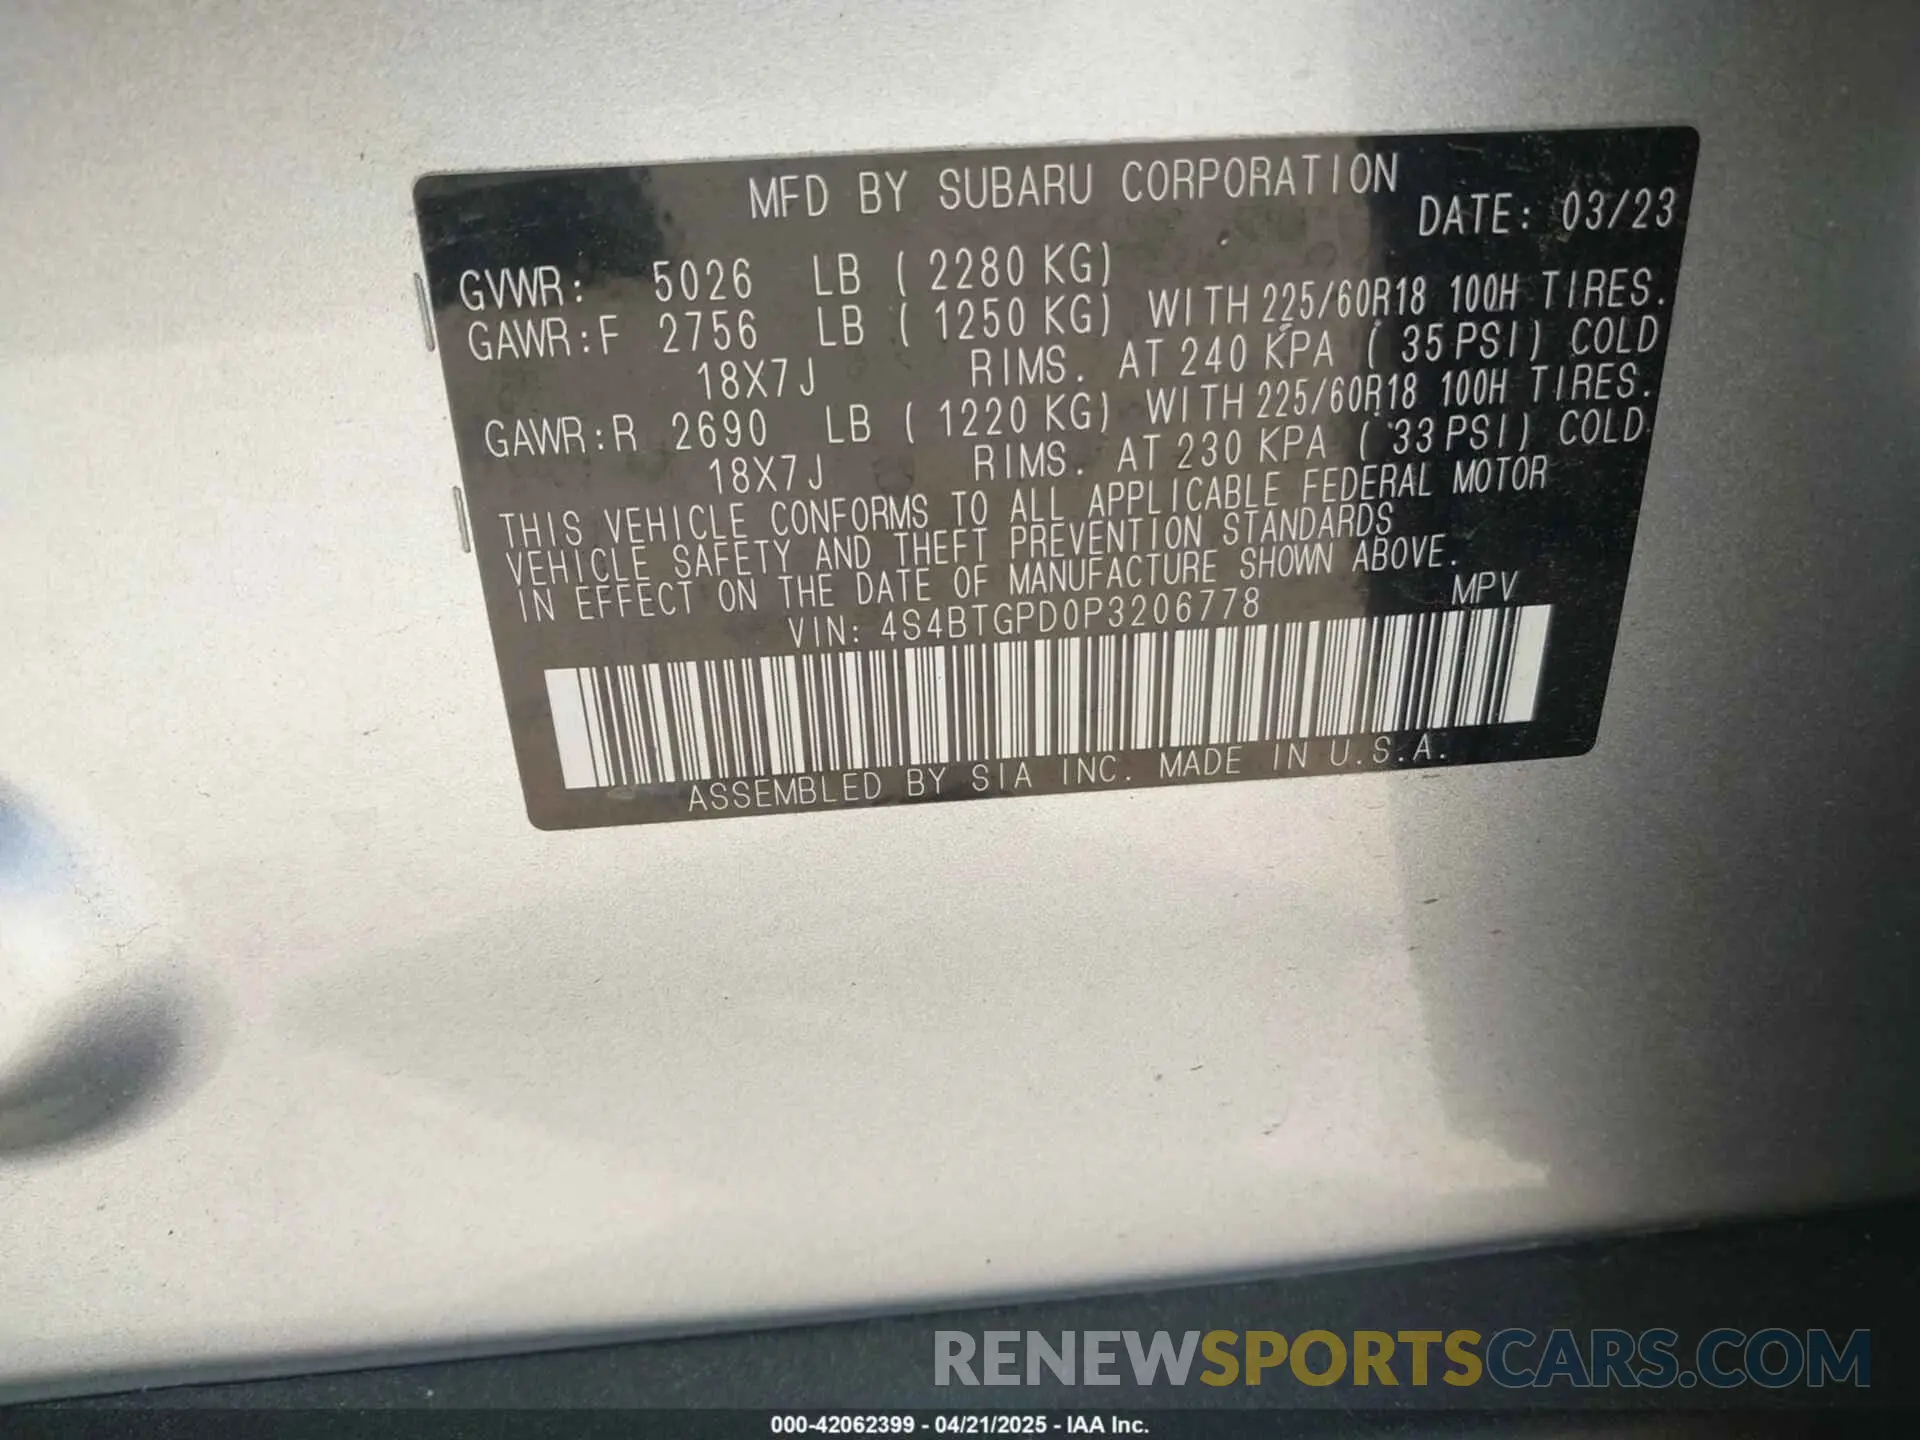 MFD BY SUBARU CORPORATION
DATE: 03/23
GVWR: 5026 LB ( 2280 KG)
GAWR:F 2756 LB ( 1250 KG) WITH 225/60R18 100H TIRES.
18X7J RIMS. AT 240 KPA ( 35 PSI) COLD
GAWR:R 2690 LB ( 1220 KG) WITH 225/60R18 100H TIRES.
18X7J RIMS. AT 230 KPA ( 33 PSI) COLD
THIS VEHICLE CONFORMS TO ALL APPLICABLE FEDERAL MOTOR
VEHICLE SAFETY AND THEFT PREVENTION STANDARDS
IN EFFECT ON THE DATE OF MANUFACTURE SHOWN ABOVE.
VIN: 4S4BTGPD0P3206778 MPV
ASSEMBLED BY SIA INC. MADE IN U.S.A.
RENEWSPORTSCARS.COM
000-42062399 - 04/21/2025 - IAA Inc.